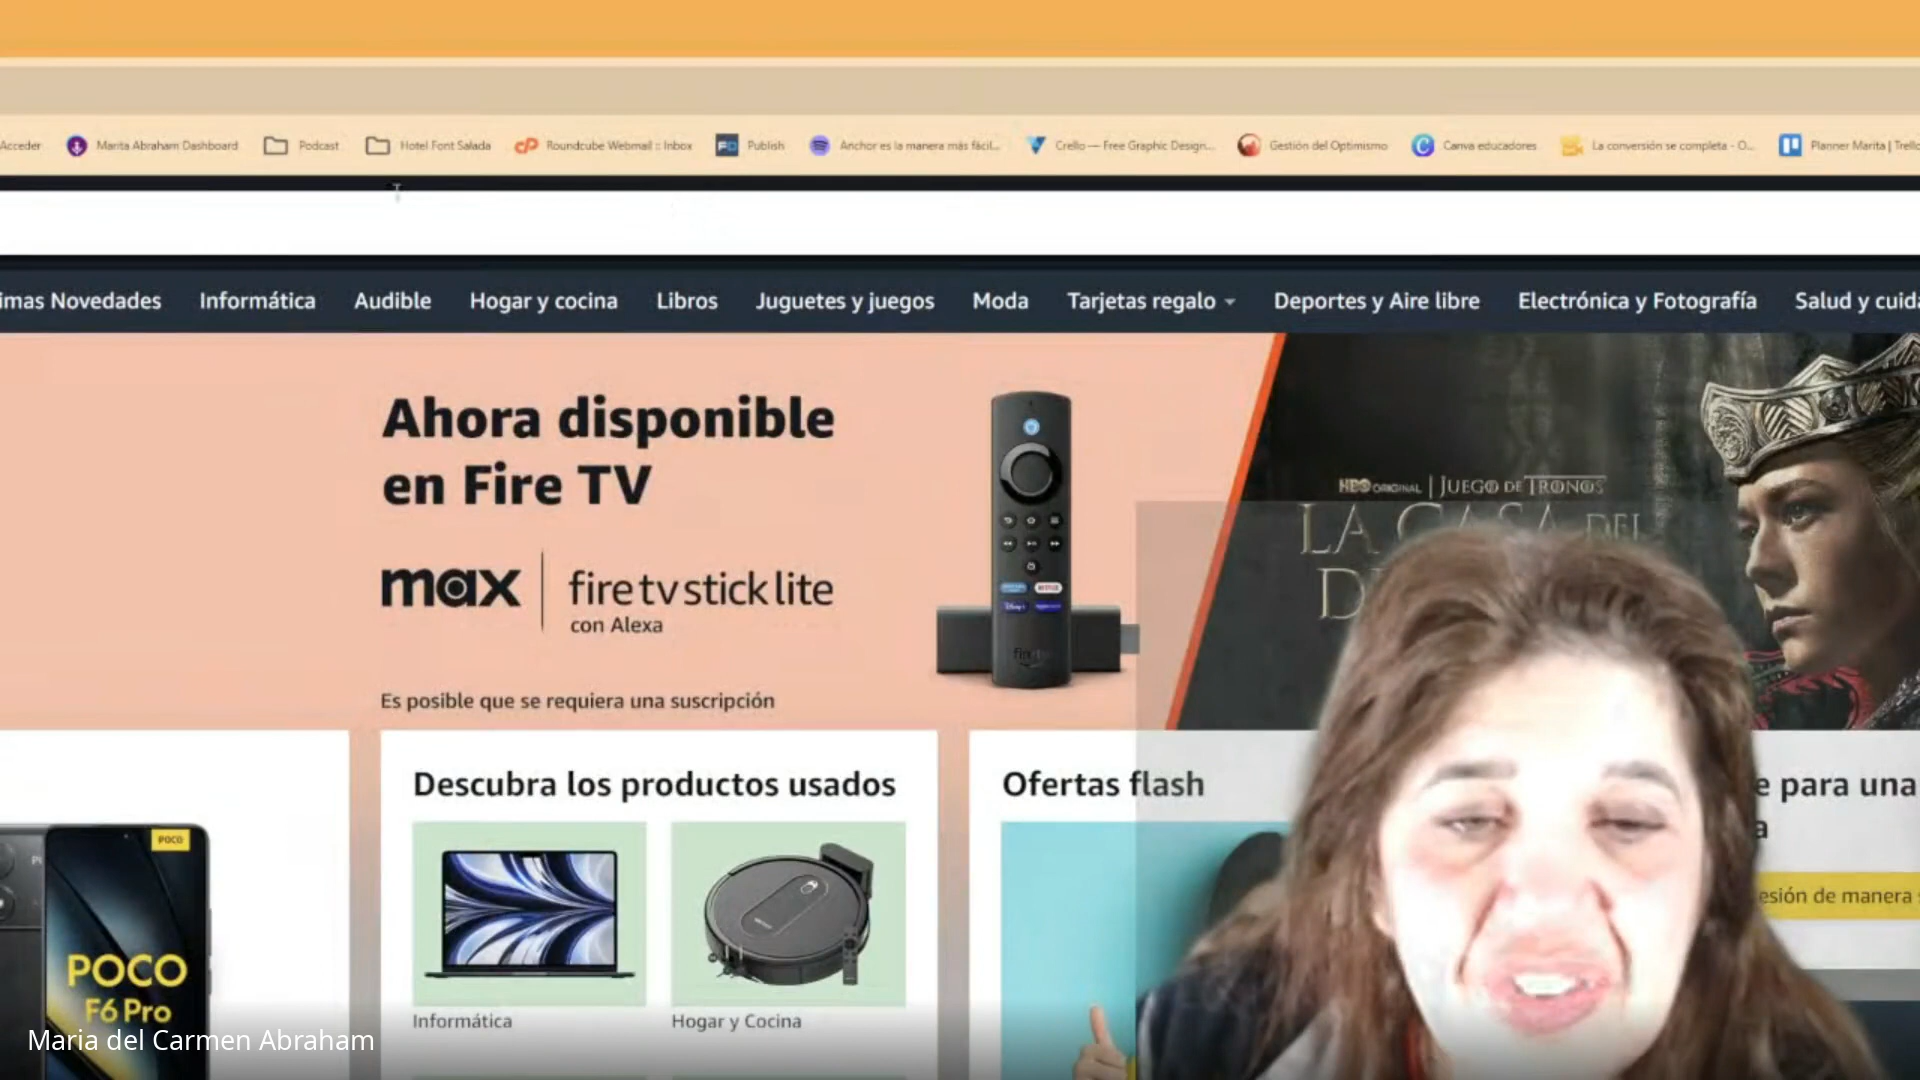 Acceder
Marita Abraham Dashboard
Podcast
Hotel Font Salada
Roundcube Webmail :: Inbox
Publish
Anchor es la manera más fácil...
Crello — Free Graphic Design...
Gestión del Optimismo
Canva educadores
La conversión se completa - O...
Planner Marita | Trello
imas Novedades
Informática
Audible
Hogar y cocina
Libros
Juguetes y juegos
Moda
Tarjetas regalo
Deportes y Aire libre
Electrónica y Fotografía
Salud y cuida
Ahora disponible
en Fire TV
max
fire tv stick lite
con Alexa
Es posible que se requiera una suscripción
HBO ORIGINAL | JUEGO DE TRONOS
LA CASA DEL
D
Descubra los productos usados
Informática
Hogar y Cocina
Ofertas flash
e para una
a
esión de manera s
POCO
POCO
F6 Pro
Maria del Carmen Abraham